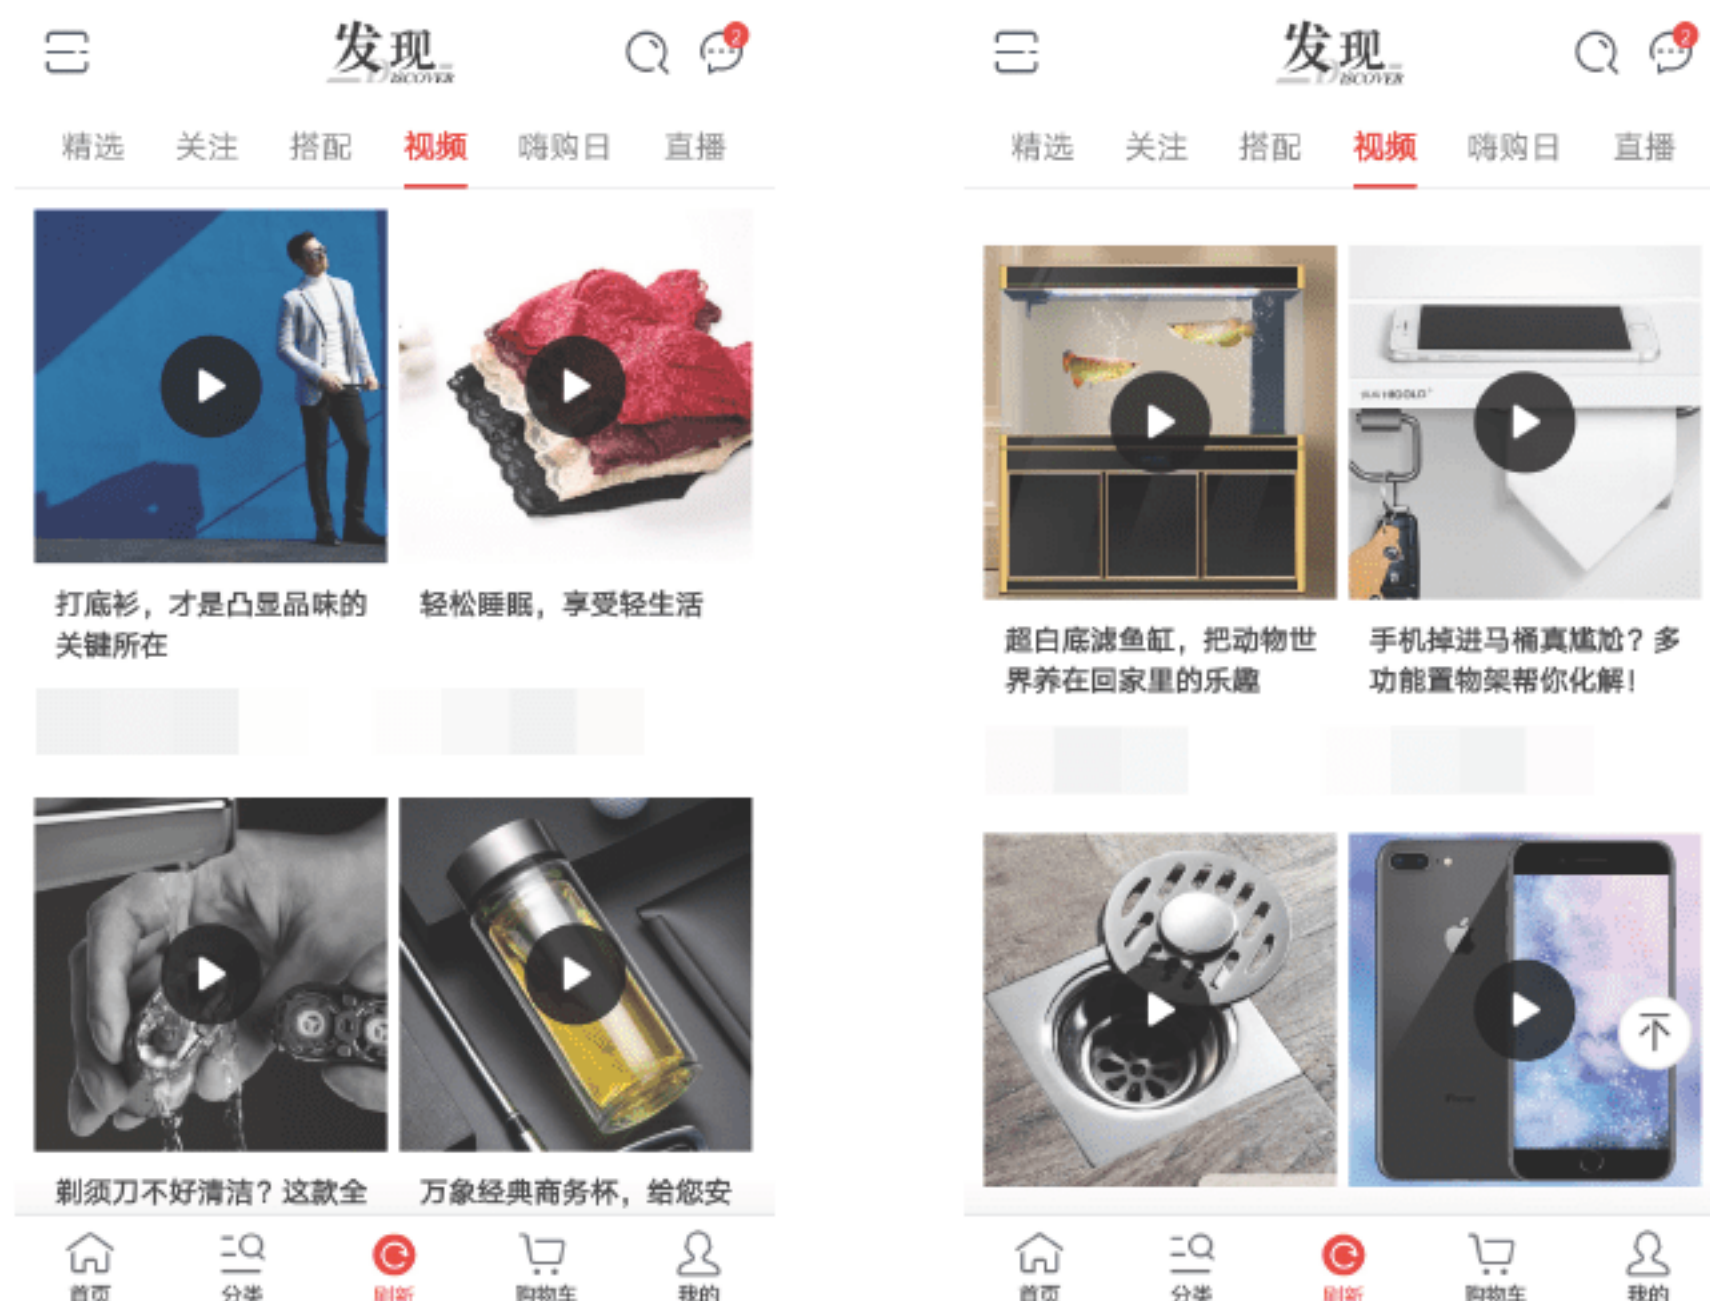 发现
DISCOVER
2
精选 关注 搭配 视频 嗨购日 直播
打底衫，才是凸显品味的
关键所在
轻松睡眠，享受轻生活
剃须刀不好清洁？这款全
万象经典商务杯，给您安
首页 分类 刷新 购物车 我的
发现
DISCOVER
2
精选 关注 搭配 视频 嗨购日 直播
HIGOLD
超白底滤鱼缸，把动物世
界养在回家里的乐趣
手机掉进马桶真尴尬？多
功能置物架帮你化解！
iPhone
首页 分类 刷新 购物车 我的